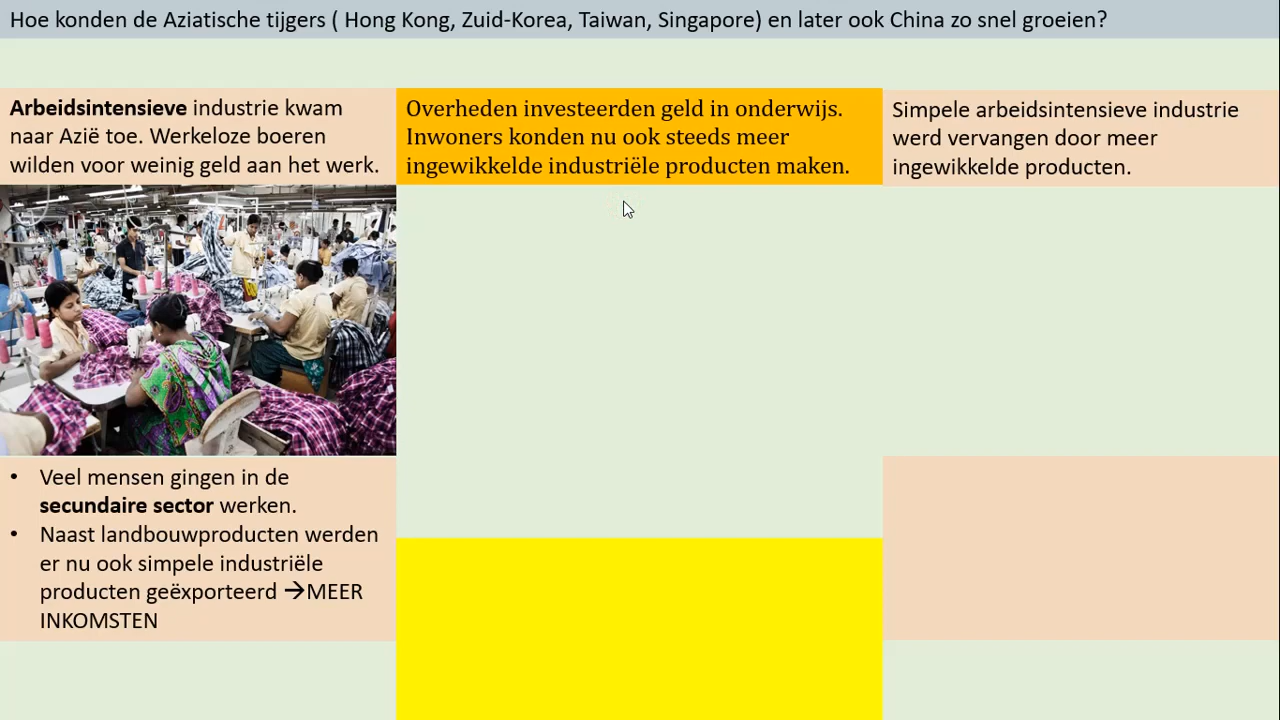 Hoe konden de Aziatische tijgers ( Hong Kong, Zuid-Korea, Taiwan, Singapore) en later ook China zo snel groeien?
Arbeidsintensieve industrie kwam
naar Azië toe. Werkeloze boeren
wilden voor weinig geld aan het werk.
Overheden investeerden geld in onderwijs.
Inwoners konden nu ook steeds meer
ingewikkelde industriële producten maken.
Simpele arbeidsintensieve industrie
werd vervangen door meer
ingewikkelde producten.
• Veel mensen gingen in de
secundaire sector werken.
• Naast landbouwproducten werden
er nu ook simpele industriële
producten geëxporteerd →MEER
INKOMSTEN